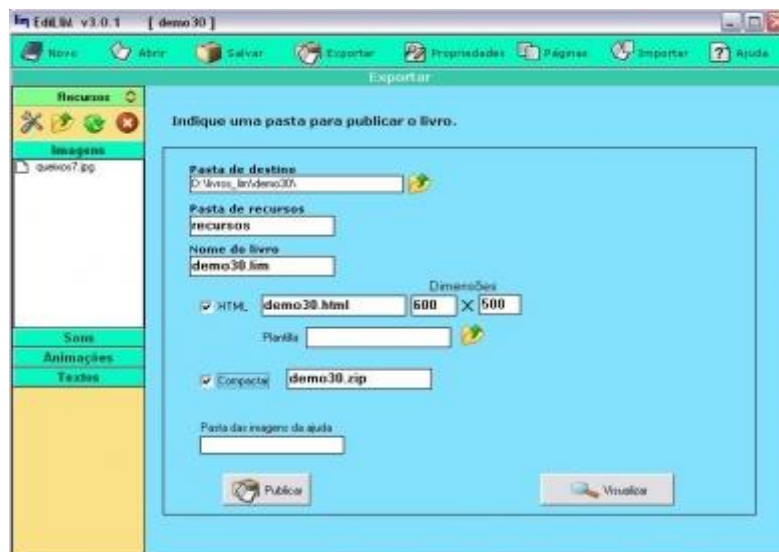 EdiLIM v3.0.1 [ demo30 ]
Novo Abrir Salvar Exportar Propriedades Páginas Importar Ajuda
Exportar
Recursos
Imagens
queixos7.jpg
Sons
Animações
Textos
Indique uma pasta para publicar o livro.
Pasta de destino
D:\livros_lim\demo30\
Pasta de recursos
recursos
Nome do livro
demo30.lim
Dimensões
HTML demo30.html 600 X 500
Plantilla
Compactar demo30.zip
Pasta das imagens da ajuda
Publicar Visualizar